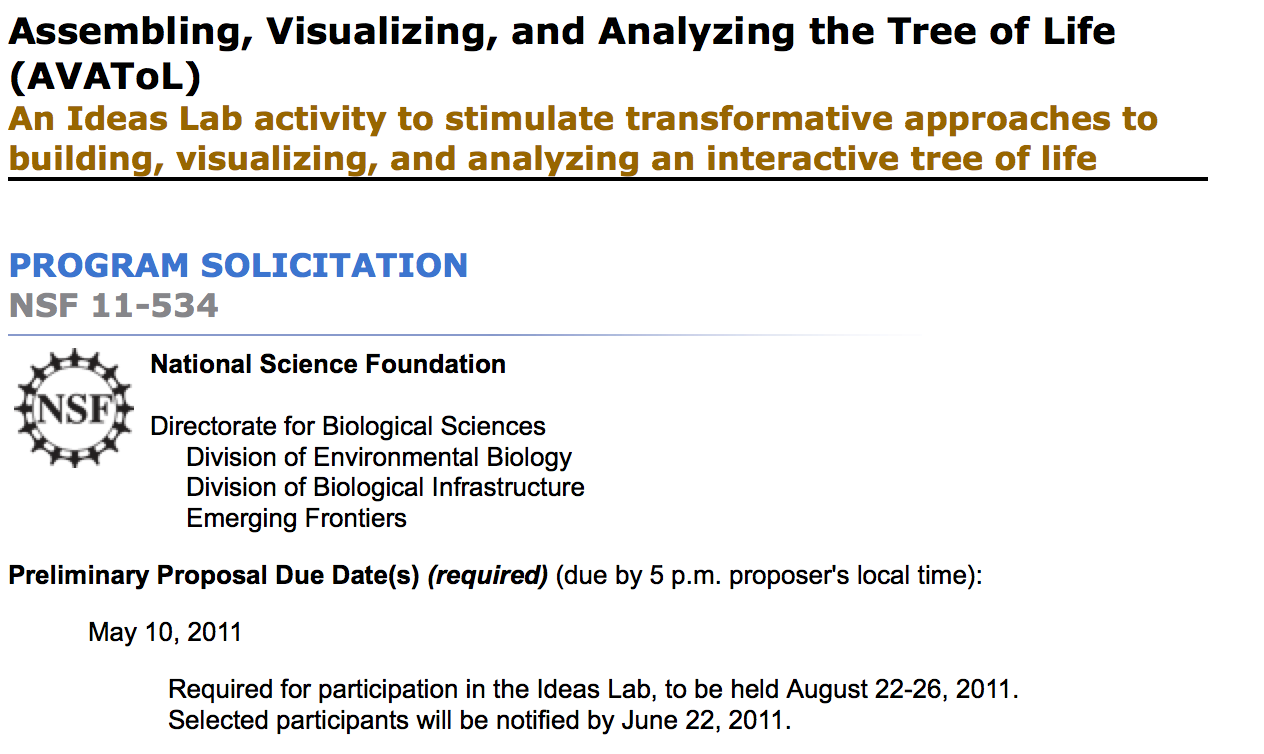 Assembling, Visualizing, and Analyzing the Tree of Life
(AVAToL)
An Ideas Lab activity to stimulate transformative approaches to
building, visualizing, and analyzing an interactive tree of life
PROGRAM SOLICITATION
NSF 11-534
NSF
National Science Foundation
Directorate for Biological Sciences
Division of Environmental Biology
Division of Biological Infrastructure
Emerging Frontiers
Preliminary Proposal Due Date(s) (required) (due by 5 p.m. proposer's local time):
May 10, 2011
Required for participation in the Ideas Lab, to be held August 22-26, 2011.
Selected participants will be notified by June 22, 2011.